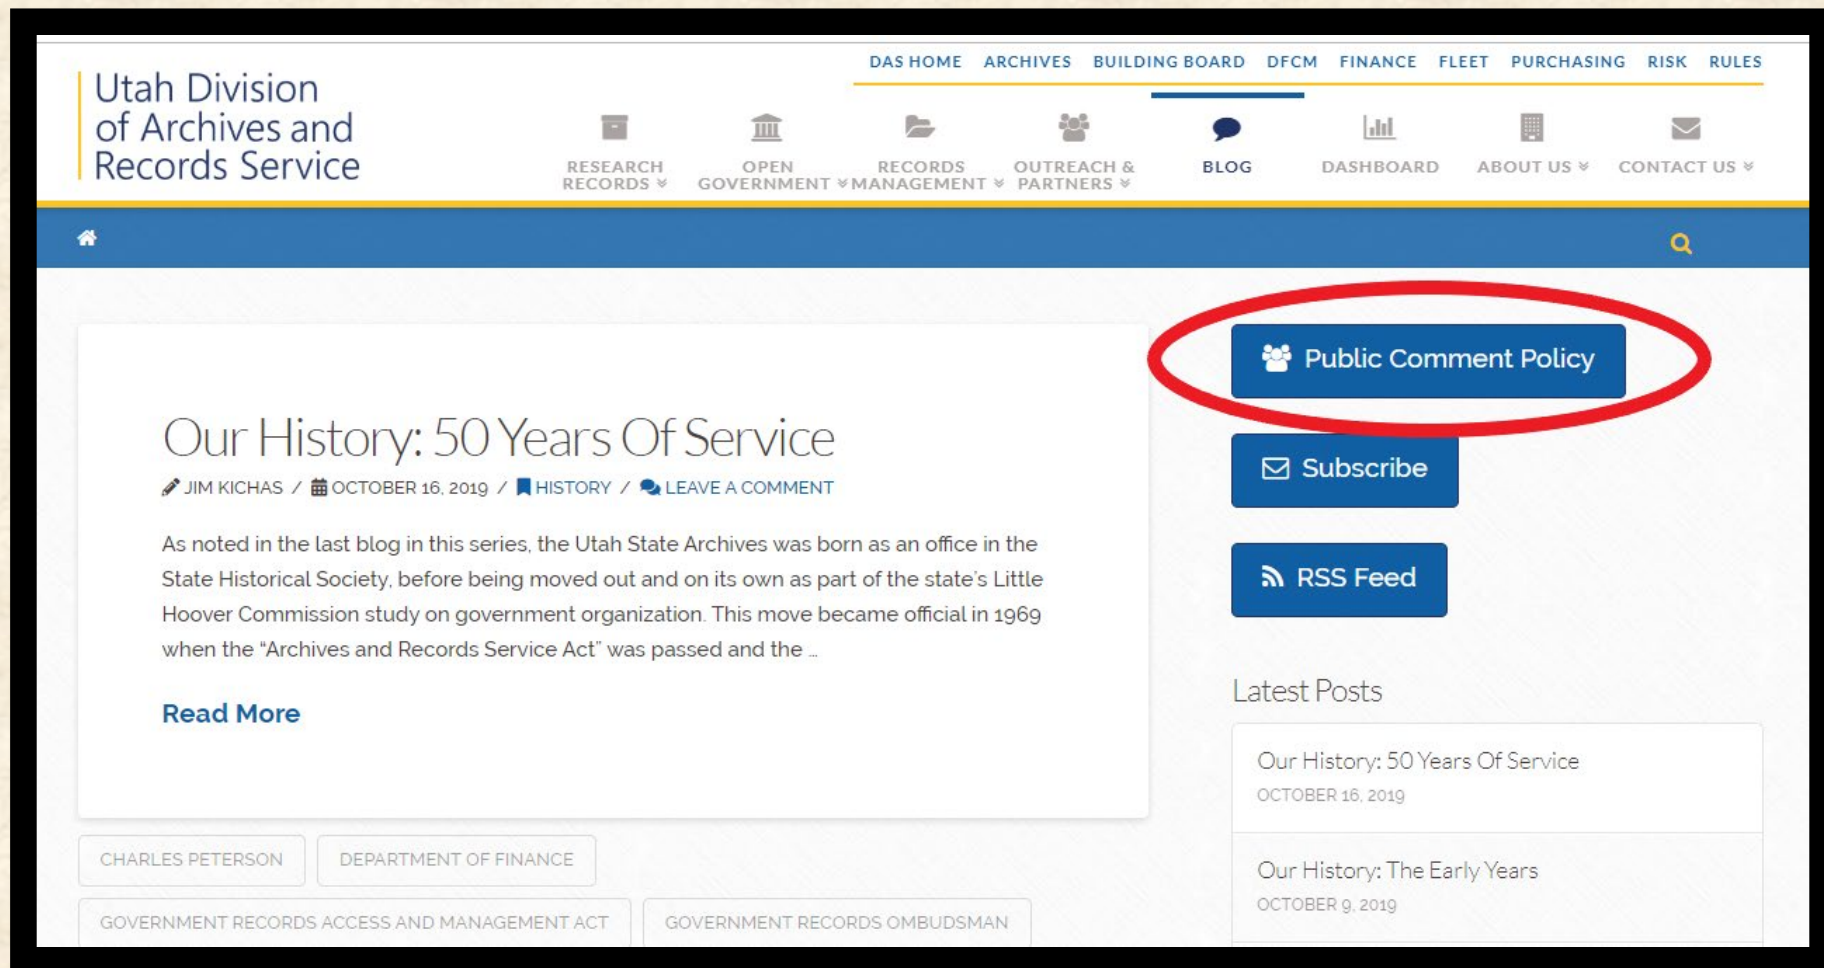 Utah Division
of Archives and
Records Service
DAS HOME ARCHIVES BUILDING BOARD DFCM FINANCE FLEET PURCHASING RISK RULES
RESEARCH
RECORDS
OPEN
GOVERNMENT
RECORDS
MANAGEMENT
OUTREACH &
PARTNERS
BLOG
DASHBOARD
ABOUT US
CONTACT US
Our History: 50 Years Of Service
JIM KICHAS / OCTOBER 16, 2019 / HISTORY / LEAVE A COMMENT
As noted in the last blog in this series, the Utah State Archives was born as an office in the
State Historical Society, before being moved out and on its own as part of the state's Little
Hoover Commission study on government organization. This move became official in 1969
when the “Archives and Records Service Act” was passed and the ...
Read More
CHARLES PETERSON
DEPARTMENT OF FINANCE
GOVERNMENT RECORDS ACCESS AND MANAGEMENT ACT
GOVERNMENT RECORDS OMBUDSMAN
Public Comment Policy
Subscribe
RSS Feed
Latest Posts
Our History: 50 Years Of Service
OCTOBER 16, 2019
Our History: The Early Years
OCTOBER 9, 2019